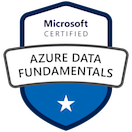 Microsoft
CERTIFIED
AZURE DATA
FUNDAMENTALS